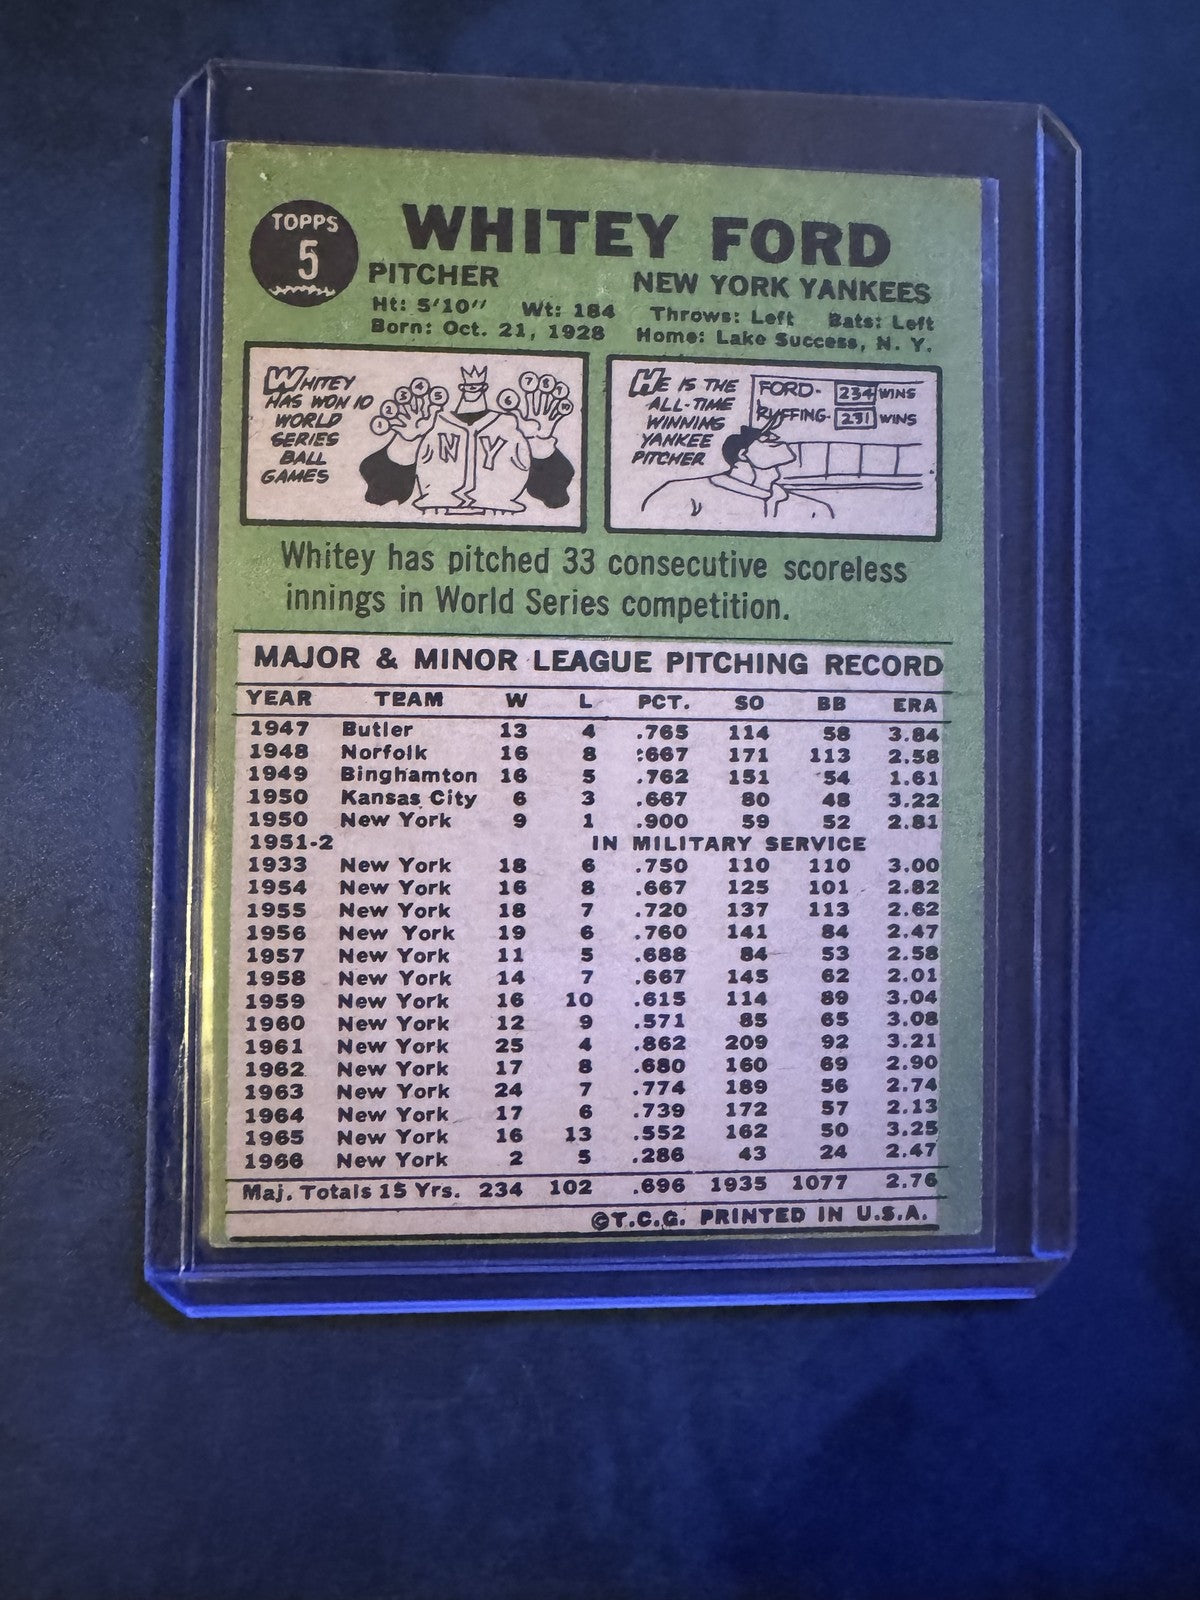 TOPPS
5
WHITEY FORD
PITCHER NEW YORK YANKEES
Ht: 5'10" Wt: 184 Throws: Left Bats: Left
Born: Oct. 21, 1928 Home: Lake Success, N. Y.
WHITEY
HAS WON 10
WORLD
SERIES
BALL
GAMES
1 2 3 4 5 6 7 8 9 10
NY
HE IS THE
ALL-TIME
WINNING
YANKEE
PITCHER
FORD- 234 WINS
RUFFING- 231 WINS
Whitey has pitched 33 consecutive scoreless
innings in World Series competition.
MAJOR & MINOR LEAGUE PITCHING RECORD
YEAR TEAM W L PCT. SO BB ERA
1947 Butler 13 4 .765 114 58 3.84
1948 Norfolk 16 8 .667 171 113 2.58
1949 Binghamton 16 5 .762 151 54 1.61
1950 Kansas City 6 3 .667 80 48 3.22
1950 New York 9 1 .900 59 52 2.81
1951-2 IN MILITARY SERVICE
1933 New York 18 6 .750 110 110 3.00
1954 New York 16 8 .667 125 101 2.82
1955 New York 18 7 .720 137 113 2.62
1956 New York 19 6 .760 141 84 2.47
1957 New York 11 5 .688 84 53 2.58
1958 New York 14 7 .667 145 62 2.01
1959 New York 16 10 .615 114 89 3.04
1960 New York 12 9 .571 85 65 3.08
1961 New York 25 4 .862 209 92 3.21
1962 New York 17 8 .680 160 69 2.90
1963 New York 24 7 .774 189 56 2.74
1964 New York 17 6 .739 172 57 2.13
1965 New York 16 13 .552 162 50 3.25
1966 New York 2 5 .286 43 24 2.47
Maj. Totals 15 Yrs. 234 102 .696 1935 1077 2.76
©T.C.G. PRINTED IN U.S.A.